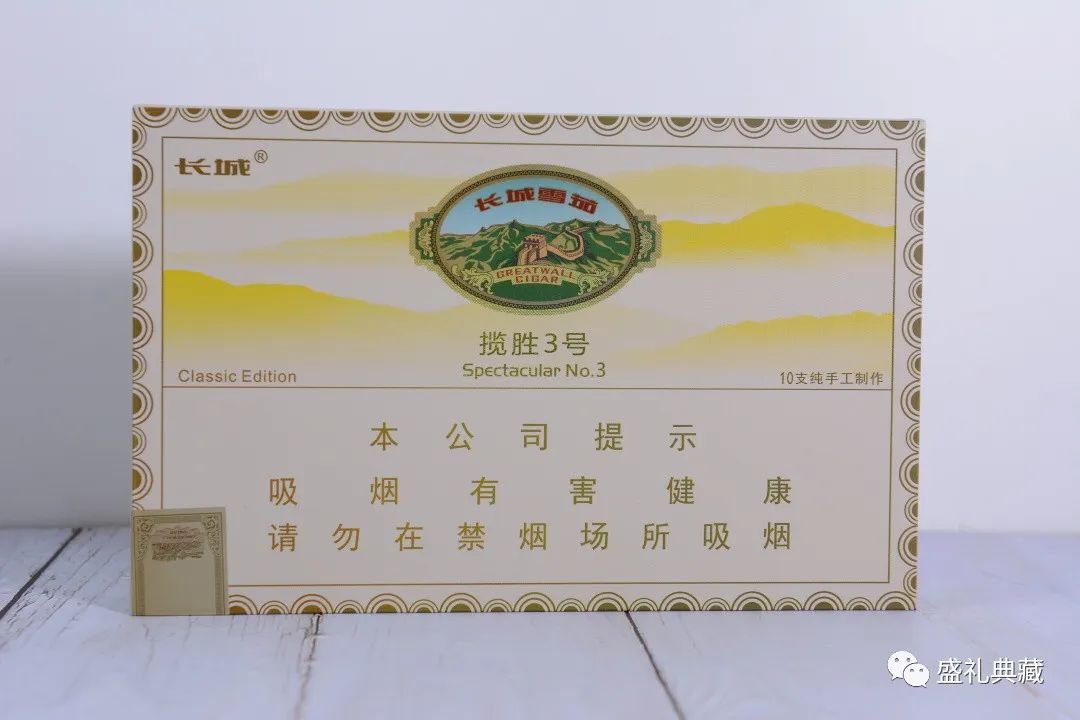 长城®
长城雪茄
GREATWALL
CIGAR
揽胜3号
Spectacular No.3
Classic Edition
10支纯手工制作
本公司提示
吸烟有害健康
请勿在禁烟场所吸烟
盛礼典藏